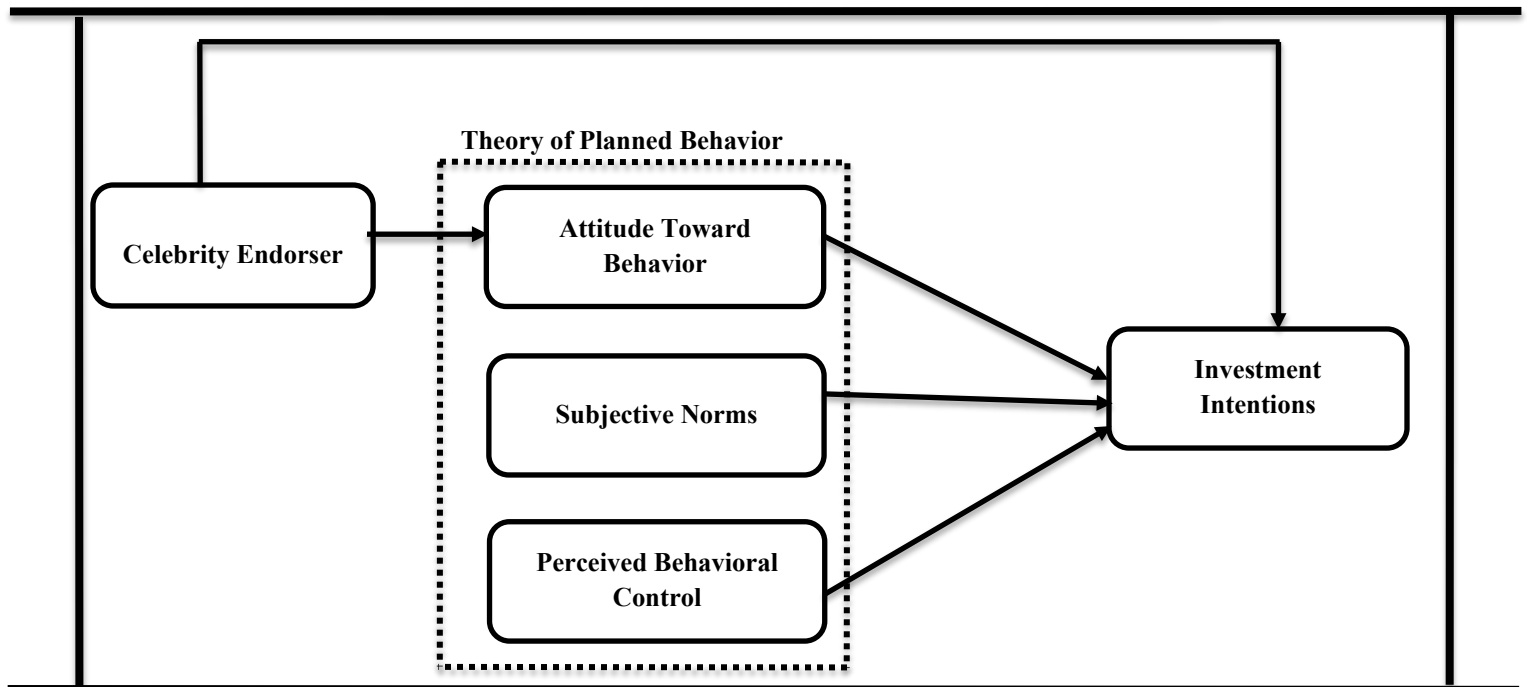 Theory of Planned Behavior
Celebrity Endorser
Attitude Toward
Behavior
Subjective Norms
Perceived Behavioral
Control
Investment
Intentions